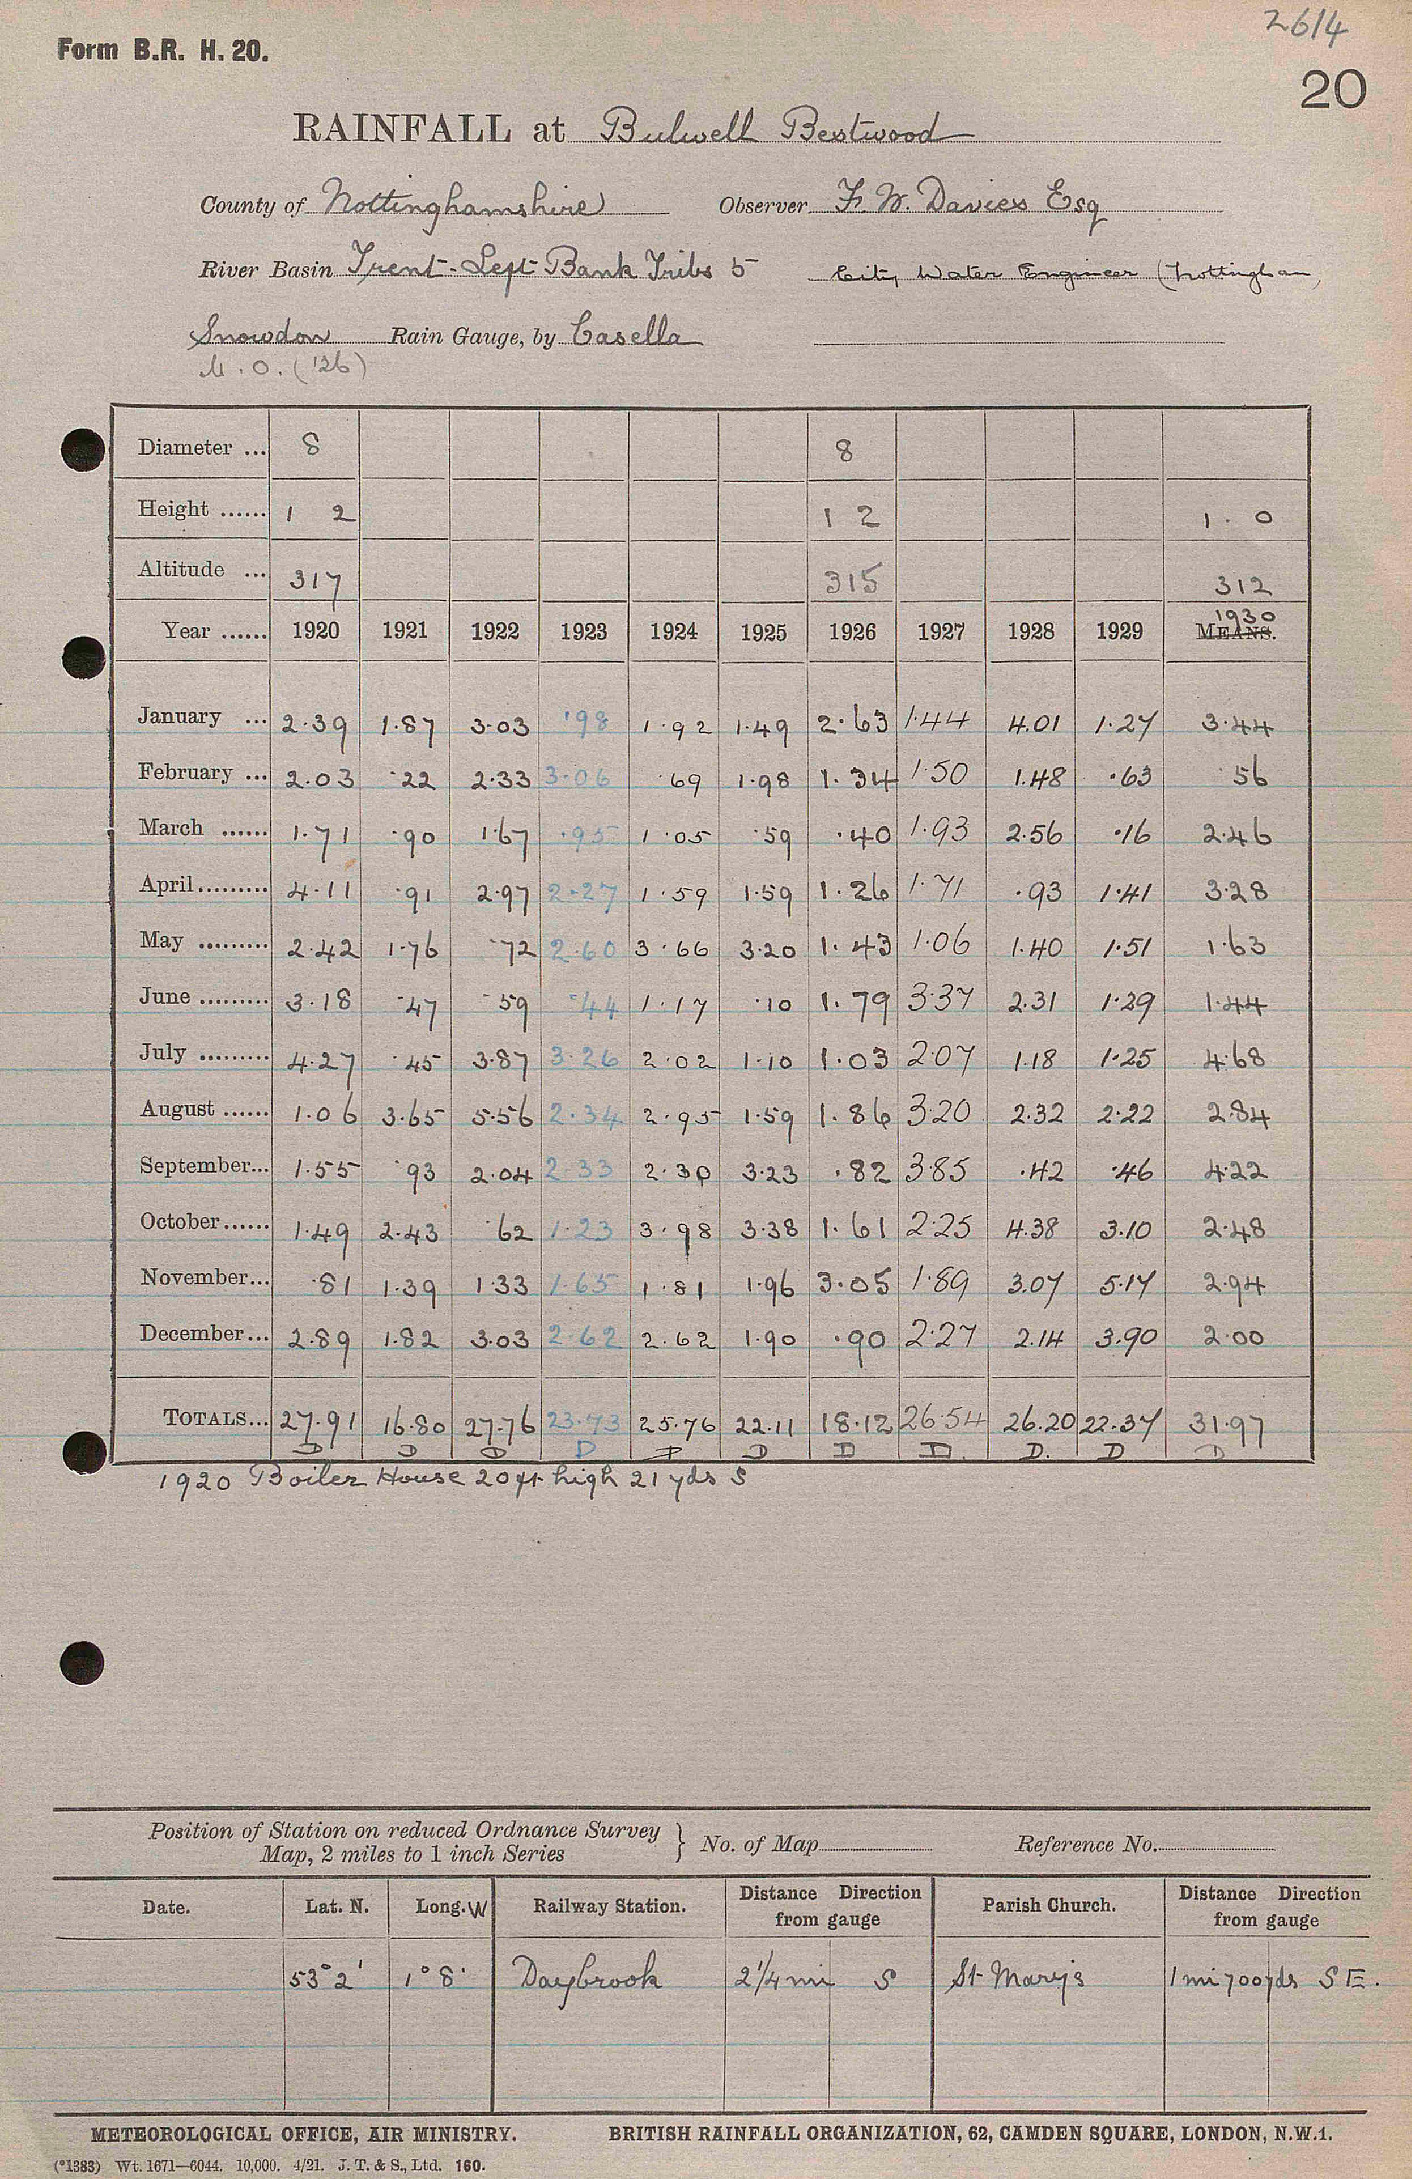 2614
Form B.R. H. 20.
20
RAINFALL at Bulwell Bestwood
County of Nottinghamshire Observer F. W. Davies Esq
River Basin Trent - Left Bank Tribs 5 City Water Engineer (Nottingham)
Snowdon Rain Gauge, by Casella
M.O. ('26)
Diameter ... 8 8
Height ...... 1 2 1 2 1 . 0
Altitude ... 317 315 312
1930
Year ...... 1920 1921 1922 1923 1924 1925 1926 1927 1928 1929 MEANS.
January ... 2.39 1.87 3.03 .98 1.92 1.49 2.63 1.44 4.01 1.27 3.44
February ... 2.03 .22 2.33 3.06 .69 1.98 1.34 1.50 1.48 .63 .56
March ...... 1.71 .90 1.67 .95 1.05 .59 .40 1.93 2.56 .16 2.46
April......... 4.11 .91 2.97 2.27 1.59 1.59 1.26 1.71 .93 1.41 3.28
May ......... 2.42 1.76 .72 2.60 3.66 3.20 1.43 1.06 1.40 1.51 1.63
June ......... 3.18 .47 .59 .44 1.17 .10 1.79 3.37 2.31 1.29 1.44
July ......... 4.27 .45 3.87 3.26 2.02 1.10 1.03 2.07 1.18 1.25 4.68
August ...... 1.06 3.65 5.56 2.34 2.95 1.59 1.86 3.20 2.32 2.22 2.84
September... 1.55 .93 2.04 2.33 2.30 3.23 .82 3.85 .42 .46 4.22
October...... 1.49 2.43 .62 1.23 3.98 3.38 1.61 2.25 4.38 3.10 2.48
November... .81 1.39 1.33 1.65 1.81 1.96 3.05 1.89 3.07 5.17 2.94
December... 2.89 1.82 3.03 2.62 2.62 1.90 .90 2.27 2.14 3.90 2.00
TOTALS... 27.91 16.80 27.76 23.73 25.76 22.11 18.12 26.54 26.20 22.37 31.97
D D D D D D D D D. D D
1920 Boiler House 20ft high 21 yds S
Position of Station on reduced Ordnance Survey
Map, 2 miles to 1 inch Series } No. of Map Reference No.
Date. Lat. N. Long. W Railway Station. Distance Direction from gauge Parish Church. Distance Direction from gauge
53° 2' 1° 8' Daybrook 2 1/4 mi S St Mary's 1 mi 700 yds S E.
METEOROLOGICAL OFFICE, AIR MINISTRY. BRITISH RAINFALL ORGANIZATION, 62, CAMDEN SQUARE, LONDON, N.W.1.
(*1383) Wt. 1671—6044. 10,000. 4/21. J. T. & S., Ltd. 160.